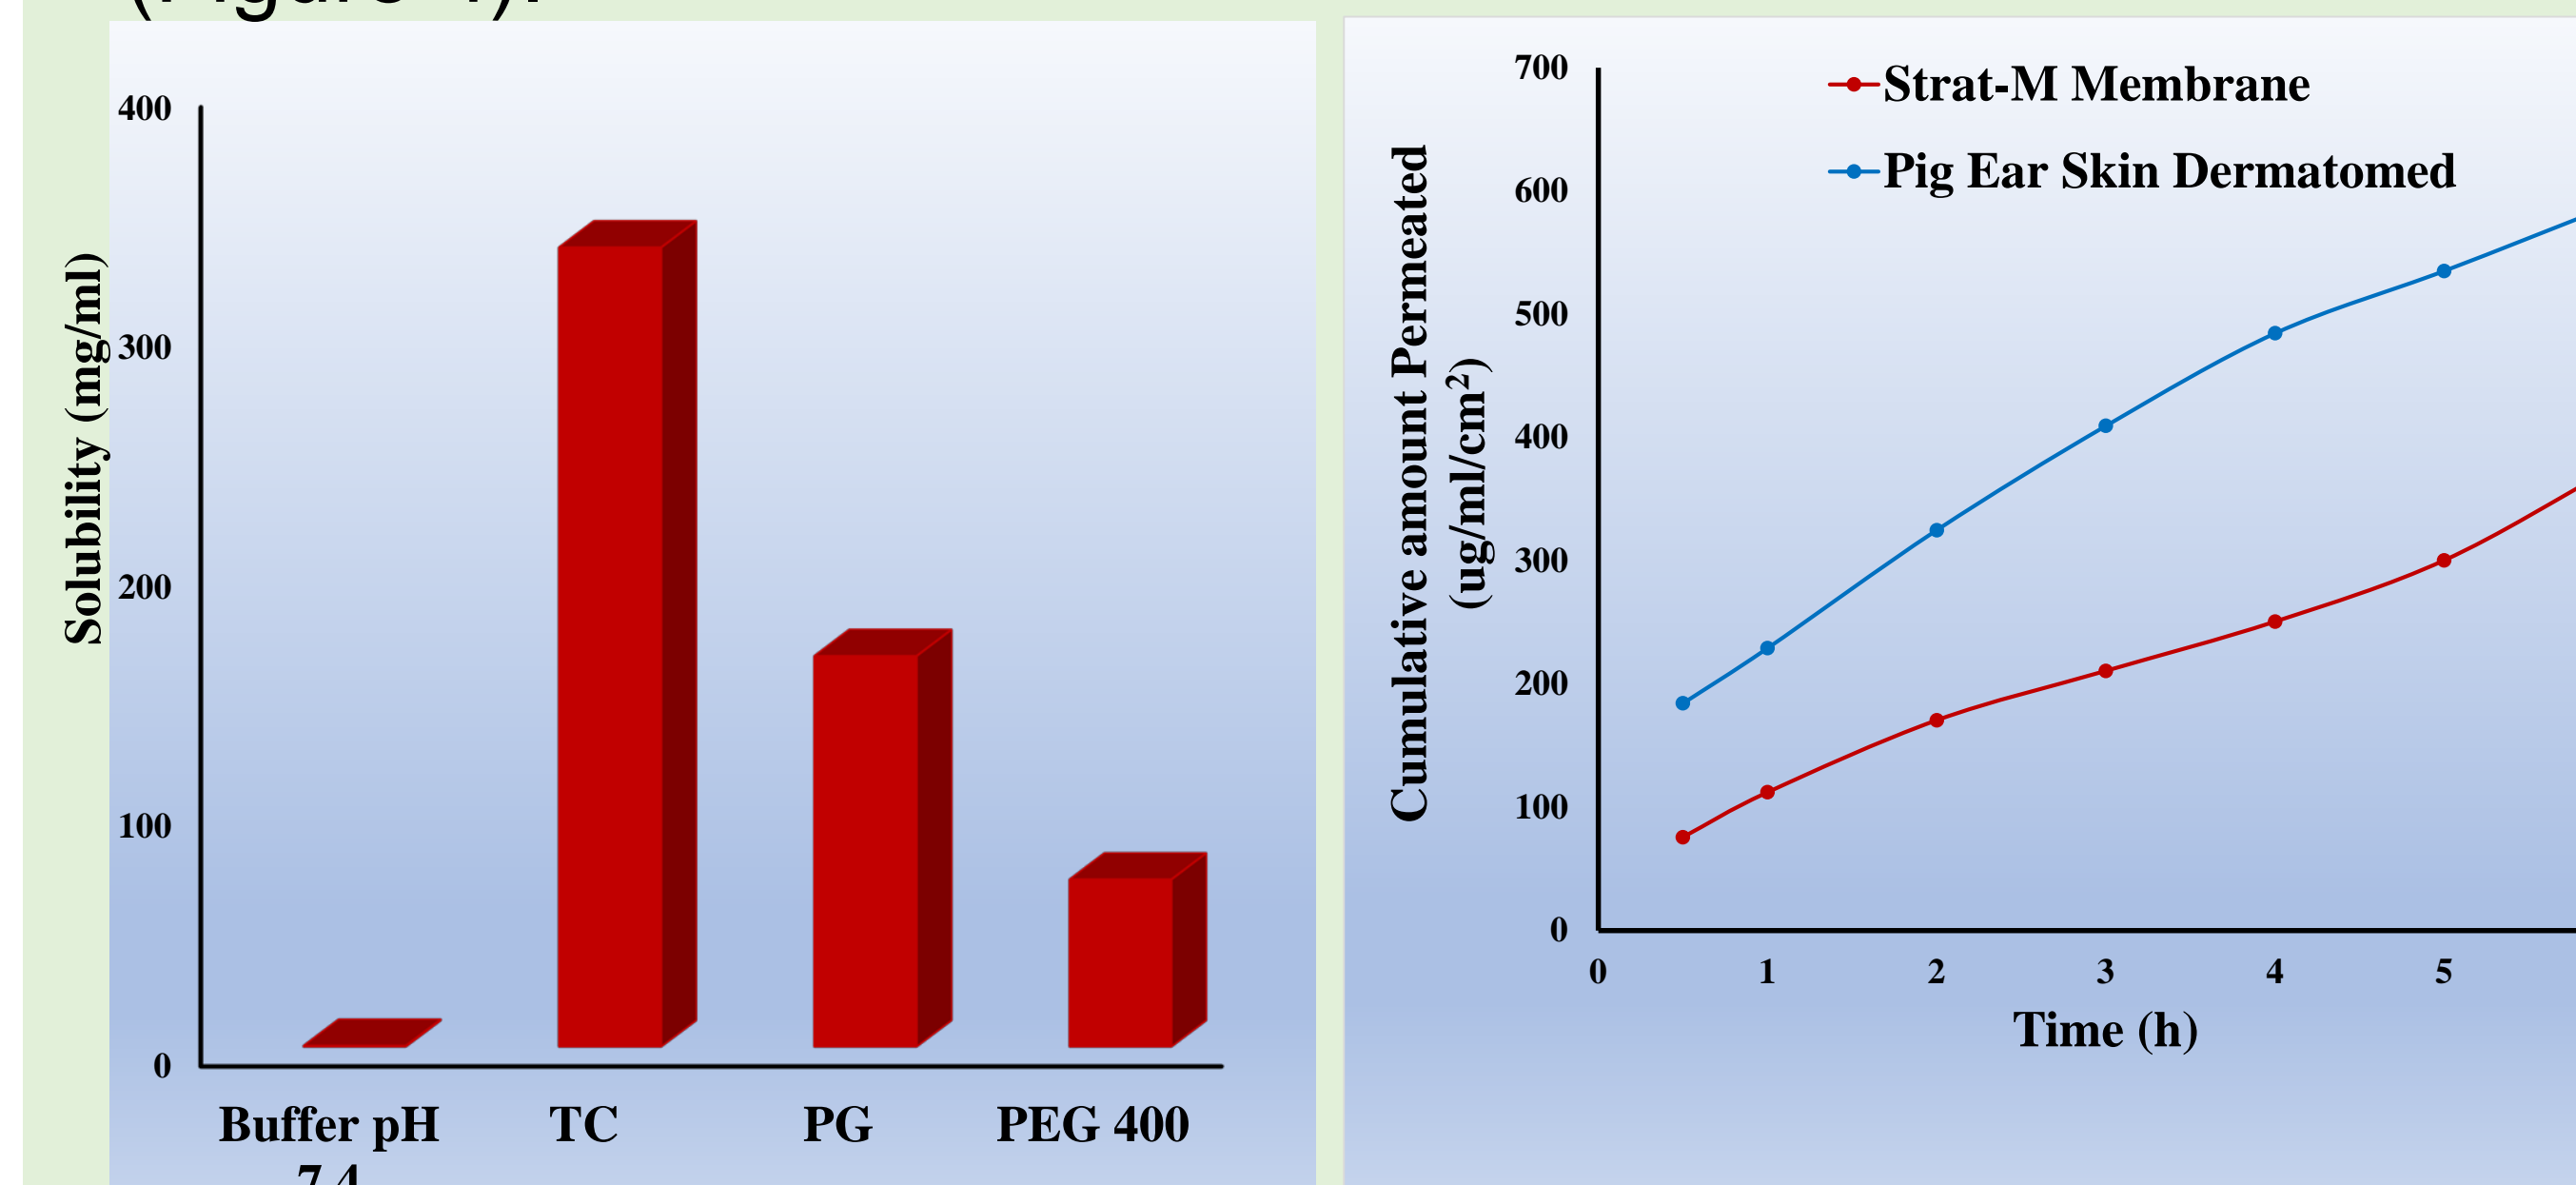 400
300
200
100
0
Solubility (mg/ml)
Buffer pH
7.4
TC
PG
PEG 400
Strat-M Membrane
Pig Ear Skin Dermatomed
700
600
500
400
300
200
100
0
Cumulative amount Permeated
(ug/ml/cm²)
0 1 2 3 4 5
Time (h)